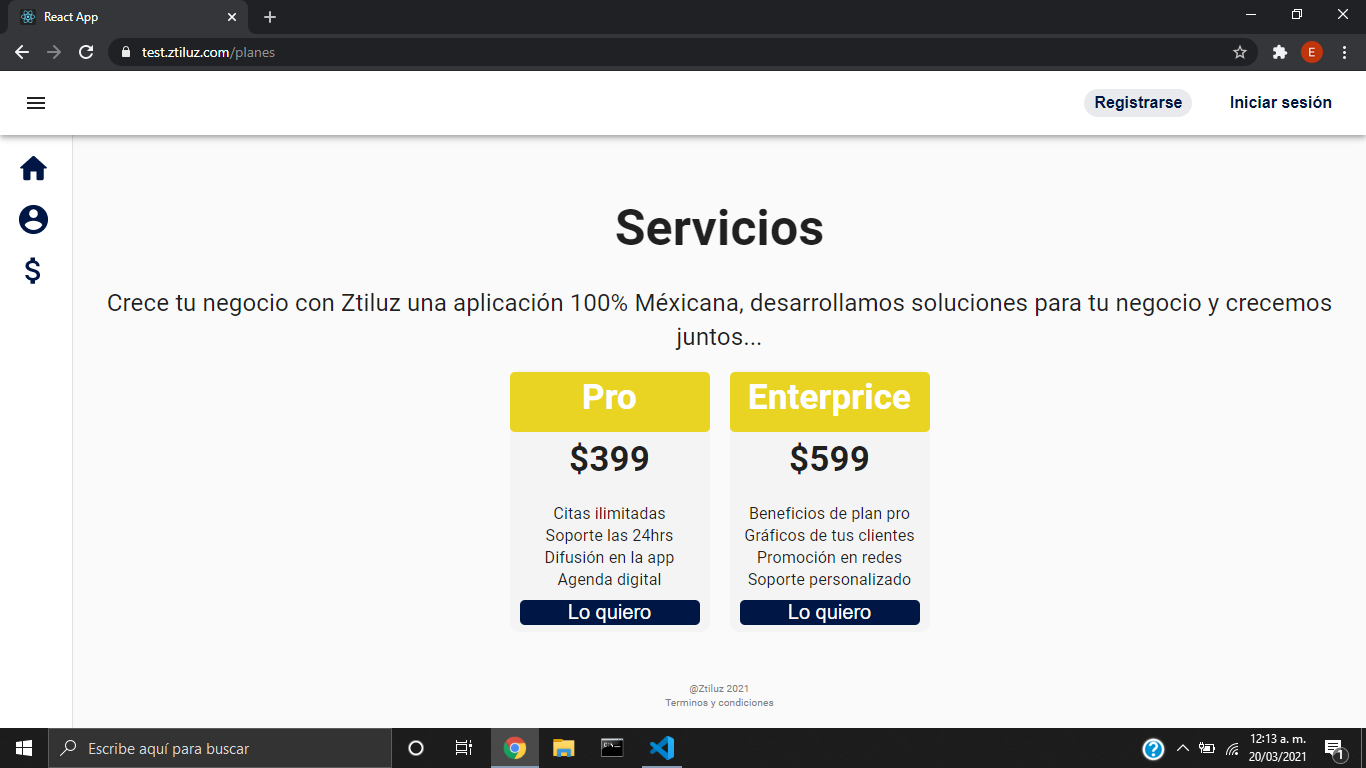 React App
test.ztiluz.com/planes
E
Registrarse
Iniciar sesión
Servicios
Crece tu negocio con Ztiluz una aplicación 100% Méxicana, desarrollamos soluciones para tu negocio y crecemos
juntos...
Pro
$399
Citas ilimitadas
Soporte las 24hrs
Difusión en la app
Agenda digital
Lo quiero
Enterprice
$599
Beneficios de plan pro
Gráficos de tus clientes
Promoción en redes
Soporte personalizado
Lo quiero
@Ztiluz 2021
Terminos y condiciones
Escribe aquí para buscar
12:13 a. m.
20/03/2021
1